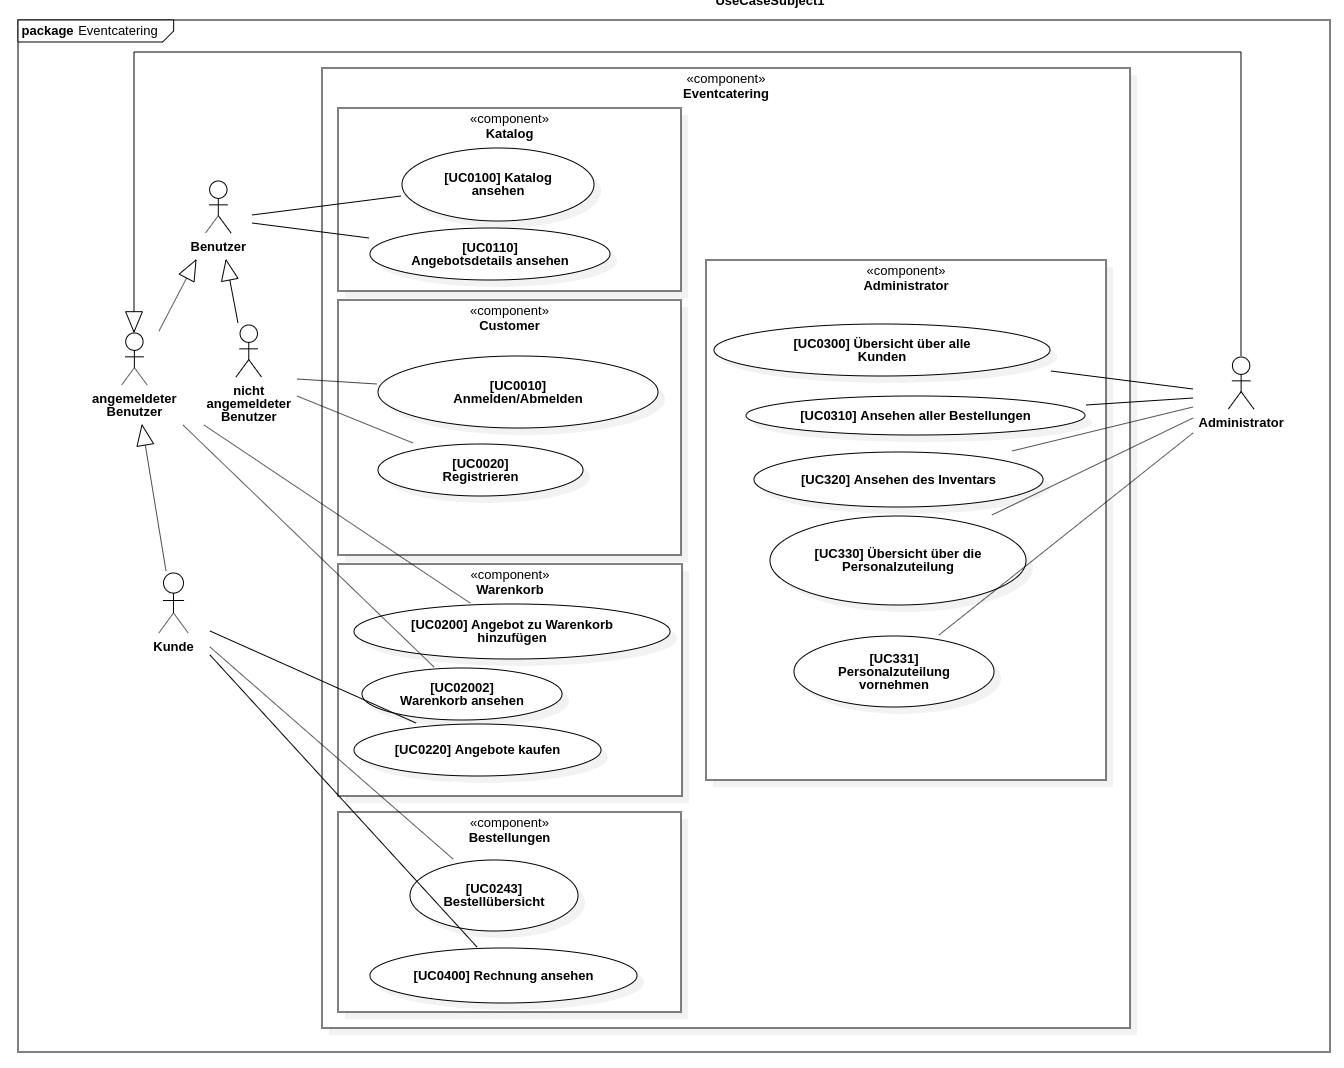 UseCaseSubject1
package Eventcatering
«component»
Eventcatering
«component»
Katalog
[UC0100] Katalog
ansehen
[UC0110]
Angebotsdetails ansehen
Benutzer
«component»
Customer
[UC0010]
Anmelden/Abmelden
[UC0020]
Registrieren
angemeldeter
Benutzer
nicht
angemeldeter
Benutzer
«component»
Administrator
[UC0300] Übersicht über alle
Kunden
[UC0310] Ansehen aller Bestellungen
[UC320] Ansehen des Inventars
[UC330] Übersicht über die
Personalzuteilung
[UC331]
Personalzuteilung
vornehmen
Administrator
«component»
Warenkorb
[UC0200] Angebot zu Warenkorb
hinzufügen
[UC02002]
Warenkorb ansehen
[UC0220] Angebote kaufen
Kunde
«component»
Bestellungen
[UC0243]
Bestellübersicht
[UC0400] Rechnung ansehen